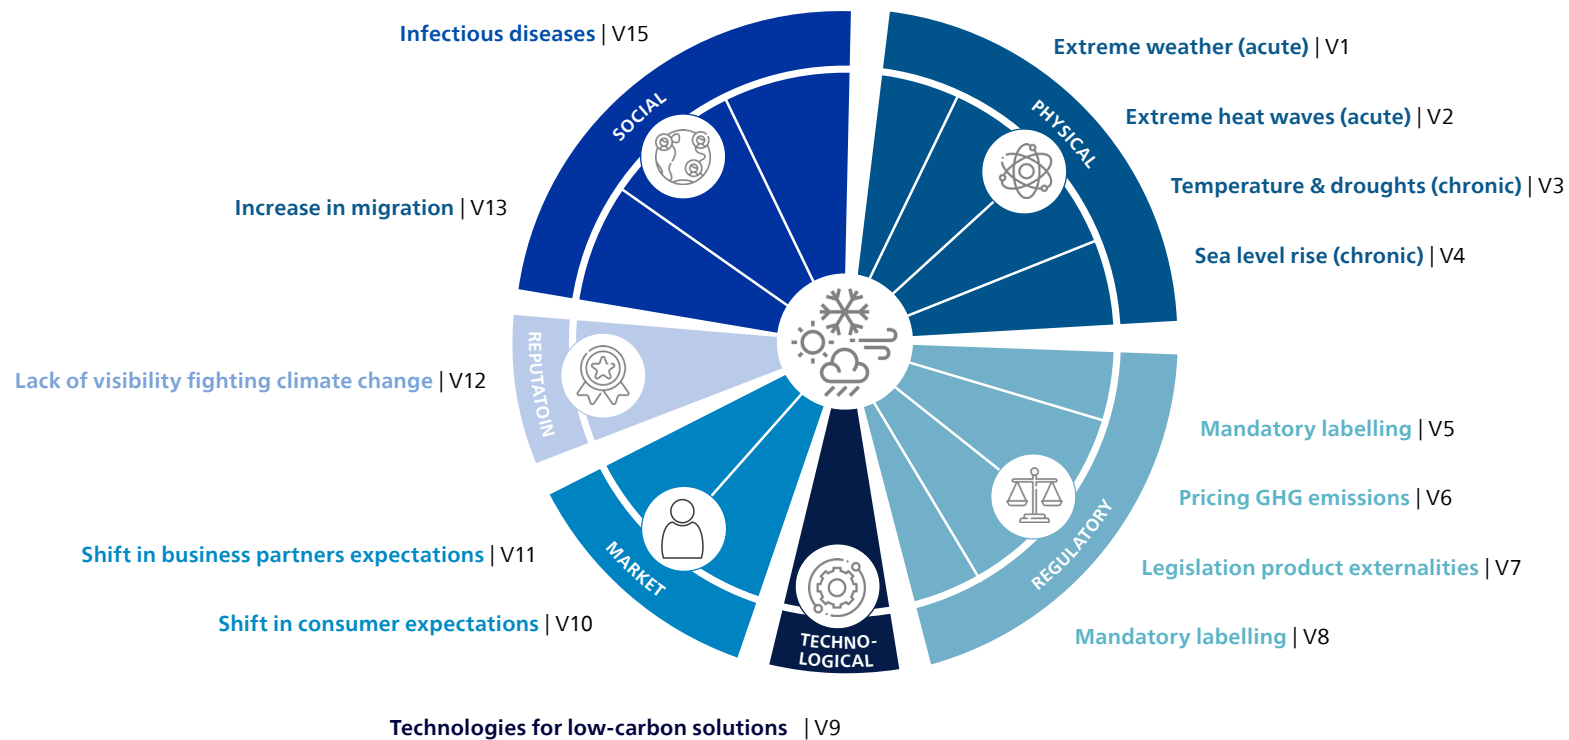 Infectious diseases | V15
Increase in migration | V13
Lack of visibility fighting climate change | V12
Shift in business partners expectations | V11
Shift in consumer expectations | V10
Technologies for low-carbon solutions | V9
SOCIAL
PHYSICAL
REPUTATOIN
MARKET
TECHNO-
LOGICAL
REGULATORY
Extreme weather (acute) | V1
Extreme heat waves (acute) | V2
Temperature & droughts (chronic) | V3
Sea level rise (chronic) | V4
Mandatory labelling | V5
Pricing GHG emissions | V6
Legislation product externalities | V7
Mandatory labelling | V8